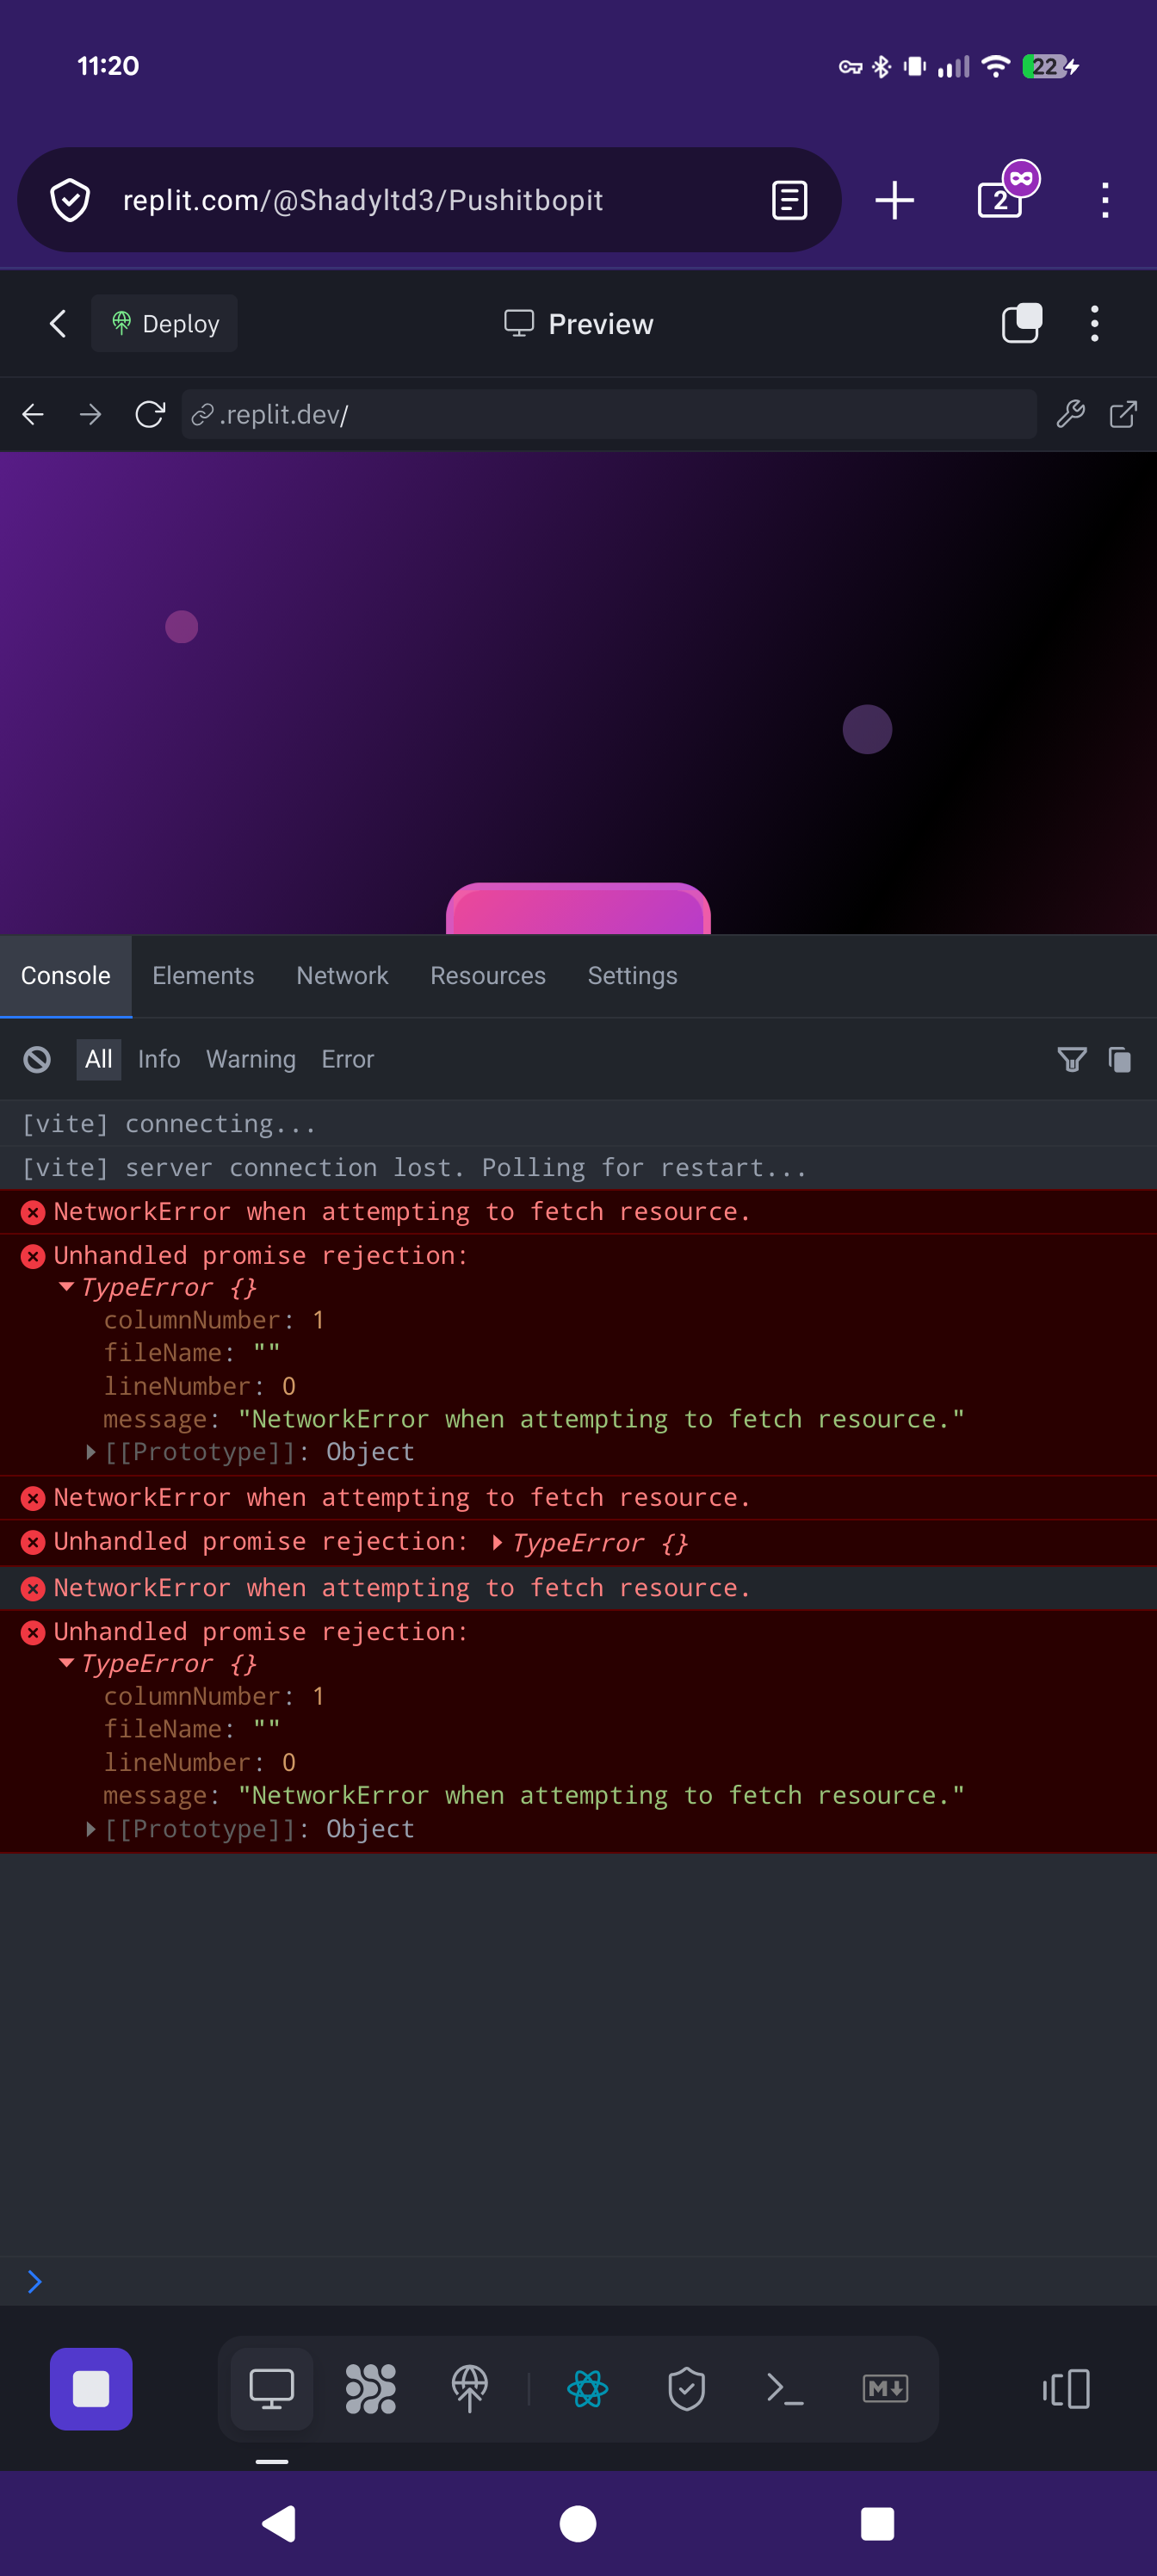 11:20
22
replit.com/@Shadyltd3/Pushitbopit
2
Deploy
Preview
.replit.dev/
Console Elements Network Resources Settings
All Info Warning Error
[vite] connecting...
[vite] server connection lost. Polling for restart...
NetworkError when attempting to fetch resource.
Unhandled promise rejection:
TypeError {}
columnNumber: 1
fileName: ""
lineNumber: 0
message: "NetworkError when attempting to fetch resource."
[[Prototype]]: Object
NetworkError when attempting to fetch resource.
Unhandled promise rejection: TypeError {}
NetworkError when attempting to fetch resource.
Unhandled promise rejection:
TypeError {}
columnNumber: 1
fileName: ""
lineNumber: 0
message: "NetworkError when attempting to fetch resource."
[[Prototype]]: Object
M